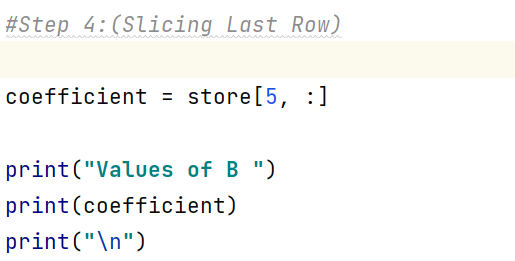 #Step 4:(Slicing Last Row)
coefficient = store[5, :]
print("Values of B ")
print(coefficient)
print("\n")